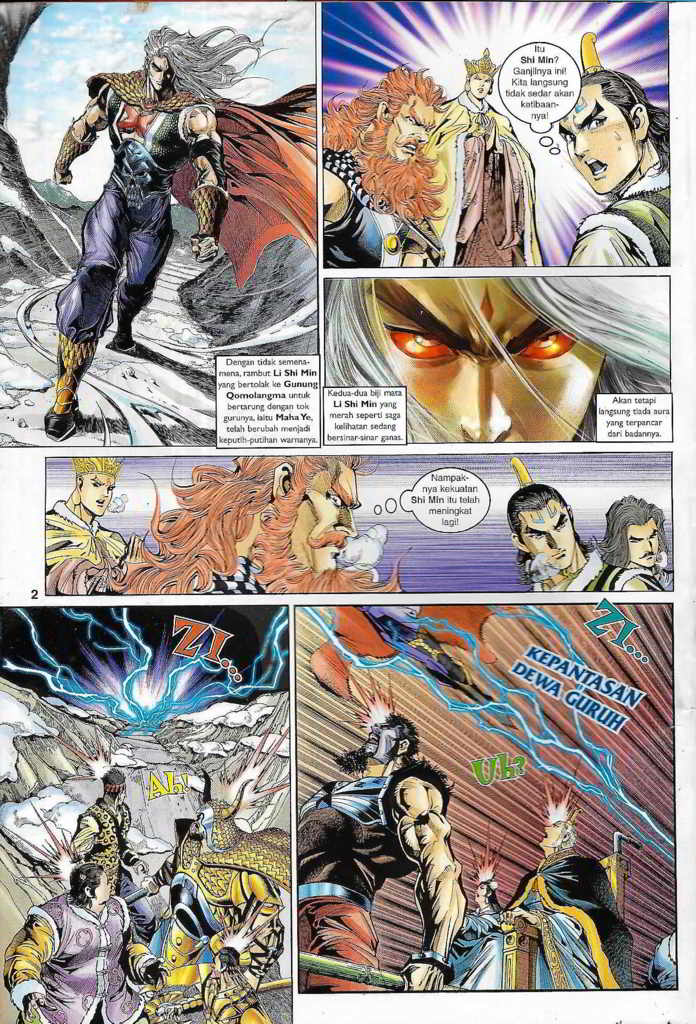 Dengan tidak semena-
mena, rambut Li Shi Min
yang bertolak ke Gunung
Qomolangma untuk
bertarung dengan tok
gurunya, iaitu Maha Ye,
telah berubah menjadi
keputih-putihan warnanya.
Itu
Shi Min?
Ganjilnya ini!
Kita langsung
tidak sedar akan
ketibaan-
nya!
Kedua-dua biji mata
Li Shi Min yang
merah seperti saga
kelihatan sedang
bersinar-sinar ganas.
Akan tetapi
langsung tiada aura
yang terpancar
dari badannya.
Nampak-
nya kekuatan
Shi Min itu telah
meningkat
lagi!
2
ZI...
Ah!
ZI...
KEPANTASAN
DEWA GURUH
Uh?